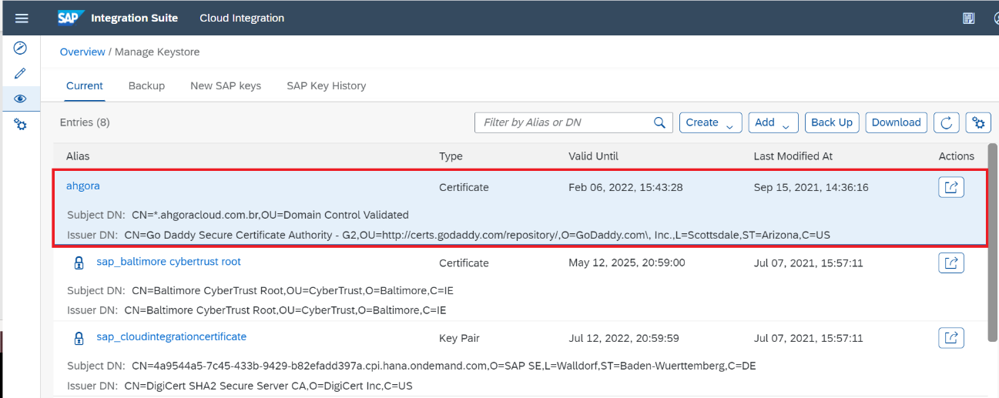 SAP Integration Suite Cloud Integration
Overview / Manage Keystore
Current Backup New SAP keys SAP Key History
Entries (8) Filter by Alias or DN Create Add Back Up Download
Alias Type Valid Until Last Modified At Actions
ahgora Certificate Feb 06, 2022, 15:43:28 Sep 15, 2021, 14:36:16
Subject DN: CN=*.ahgoracloud.com.br,OU=Domain Control Validated
Issuer DN: CN=Go Daddy Secure Certificate Authority - G2,OU=http://certs.godaddy.com/repository/,O=GoDaddy.com\, Inc.,L=Scottsdale,ST=Arizona,C=US
sap_baltimore cybertrust root Certificate May 12, 2025, 20:59:00 Jul 07, 2021, 15:57:11
Subject DN: CN=Baltimore CyberTrust Root,OU=CyberTrust,O=Baltimore,C=IE
Issuer DN: CN=Baltimore CyberTrust Root,OU=CyberTrust,O=Baltimore,C=IE
sap_cloudintegrationcertificate Key Pair Jul 12, 2022, 20:59:59 Jul 07, 2021, 15:57:11
Subject DN: CN=4a9544a5-7c45-433b-9429-b82efadd397a.cpi.hana.ondemand.com,O=SAP SE,L=Walldorf,ST=Baden-Wuerttemberg,C=DE
Issuer DN: CN=DigiCert SHA2 Secure Server CA,O=DigiCert Inc,C=US